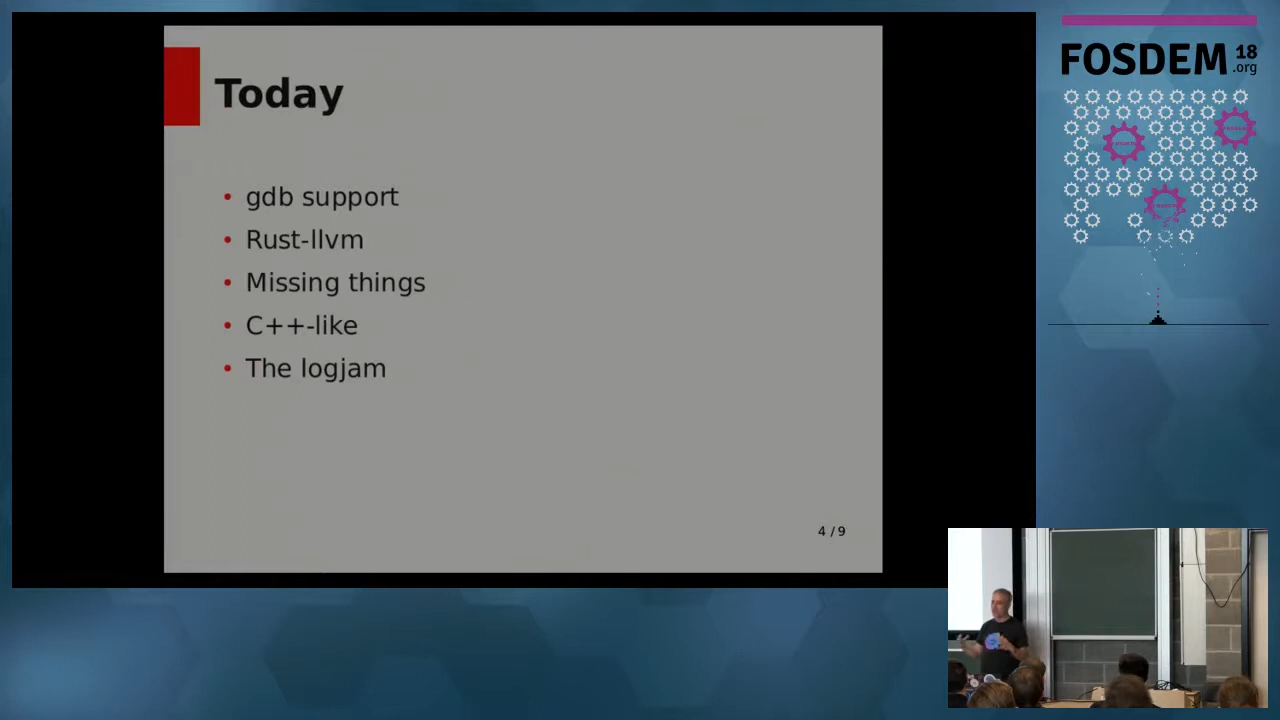 Today
• gdb support
• Rust-llvm
• Missing things
• C++-like
• The logjam
4 / 9
FOSDEM 18
.org